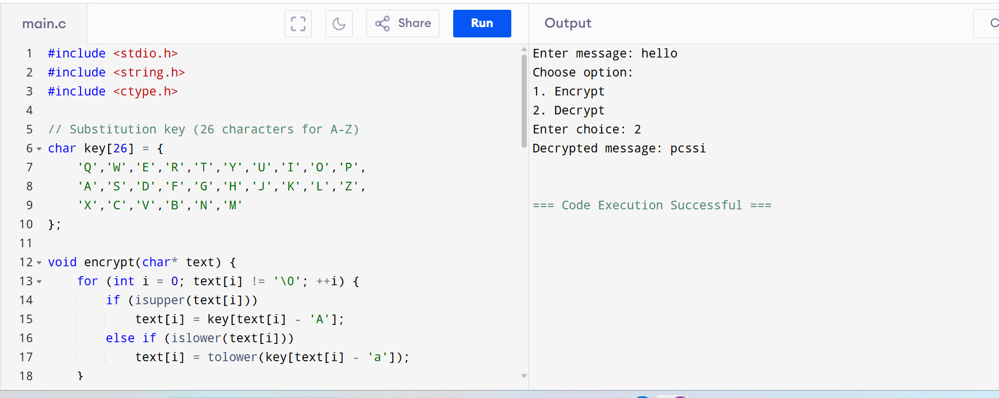 main.c
Share
Run
Output
C
1 #include <stdio.h>
2 #include <string.h>
3 #include <ctype.h>
4
5 // Substitution key (26 characters for A-Z)
6 char key[26] = {
7 'Q','W','E','R','T','Y','U','I','O','P',
8 'A','S','D','F','G','H','J','K','L','Z',
9 'X','C','V','B','N','M'
10 };
11
12 void encrypt(char* text) {
13 for (int i = 0; text[i] != '\0'; ++i) {
14 if (isupper(text[i]))
15 text[i] = key[text[i] - 'A'];
16 else if (islower(text[i]))
17 text[i] = tolower(key[text[i] - 'a']);
18 }
Enter message: hello
Choose option:
1. Encrypt
2. Decrypt
Enter choice: 2
Decrypted message: pcssi
=== Code Execution Successful ===